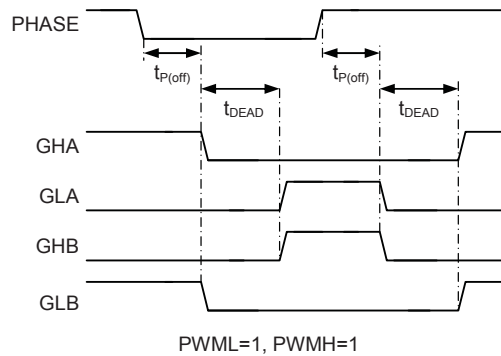 PHASE
tP(off) tP(off)
tDEAD tDEAD
GHA
GLA
GHB
GLB
PWML=1, PWMH=1